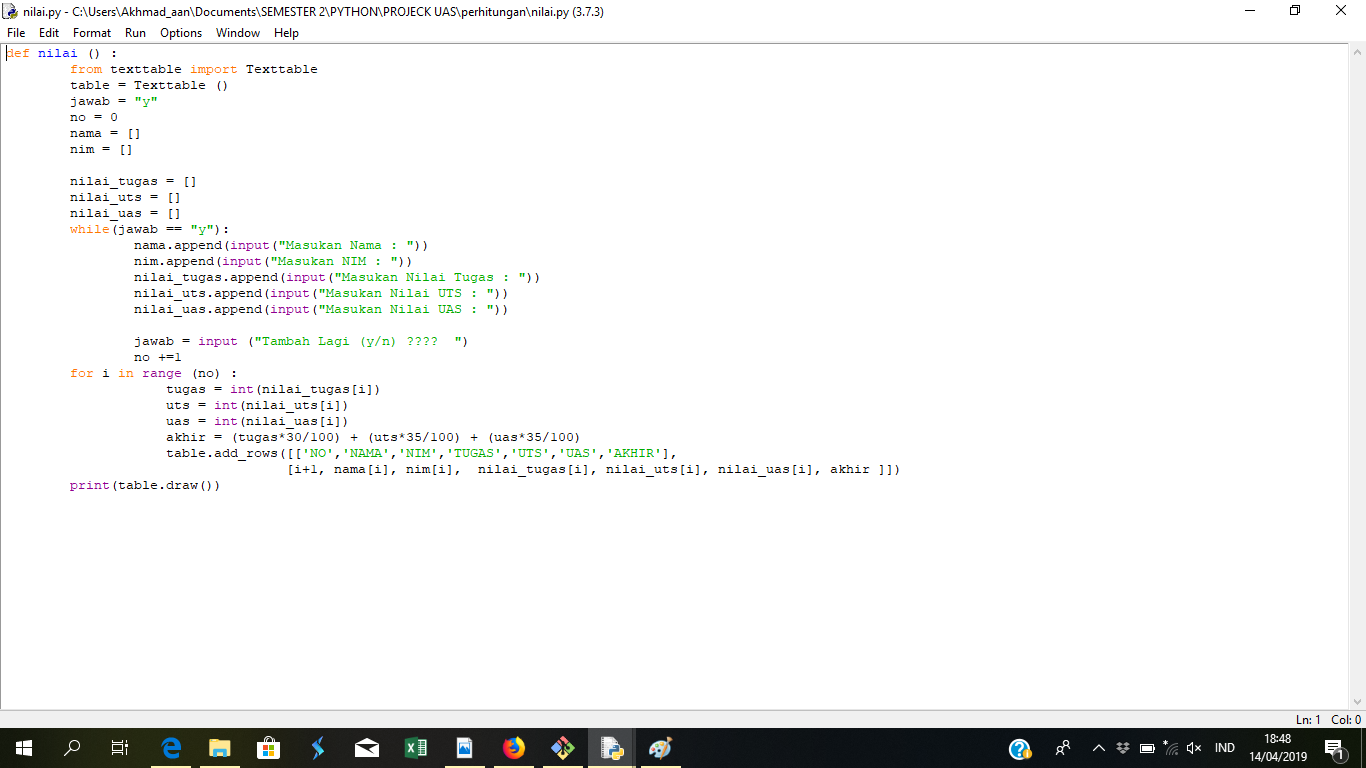 nilai.py - C:\Users\Akhmad_aan\Documents\SEMESTER 2\PYTHON\PROJECK UAS\perhitungan\nilai.py (3.7.3)
File Edit Format Run Options Window Help
def nilai () :
        from texttable import Texttable
        table = Texttable ()
        jawab = "y"
        no = 0
        nama = []
        nim = []

        nilai_tugas = []
        nilai_uts = []
        nilai_uas = []
        while(jawab == "y"):
                nama.append(input("Masukan Nama : "))
                nim.append(input("Masukan NIM : "))
                nilai_tugas.append(input("Masukan Nilai Tugas : "))
                nilai_uts.append(input("Masukan Nilai UTS : "))
                nilai_uas.append(input("Masukan Nilai UAS : "))

                jawab = input ("Tambah Lagi (y/n) ????  ")
                no +=1
        for i in range (no) :
                    tugas = int(nilai_tugas[i])
                    uts = int(nilai_uts[i])
                    uas = int(nilai_uas[i])
                    akhir = (tugas*30/100) + (uts*35/100) + (uas*35/100)
                    table.add_rows([['NO','NAMA','NIM','TUGAS','UTS','UAS','AKHIR'],
                                   [i+1, nama[i], nim[i],  nilai_tugas[i], nilai_uts[i], nilai_uas[i], akhir ]])
        print(table.draw())
Ln: 1 Col: 0
IND
18:48
14/04/2019
1